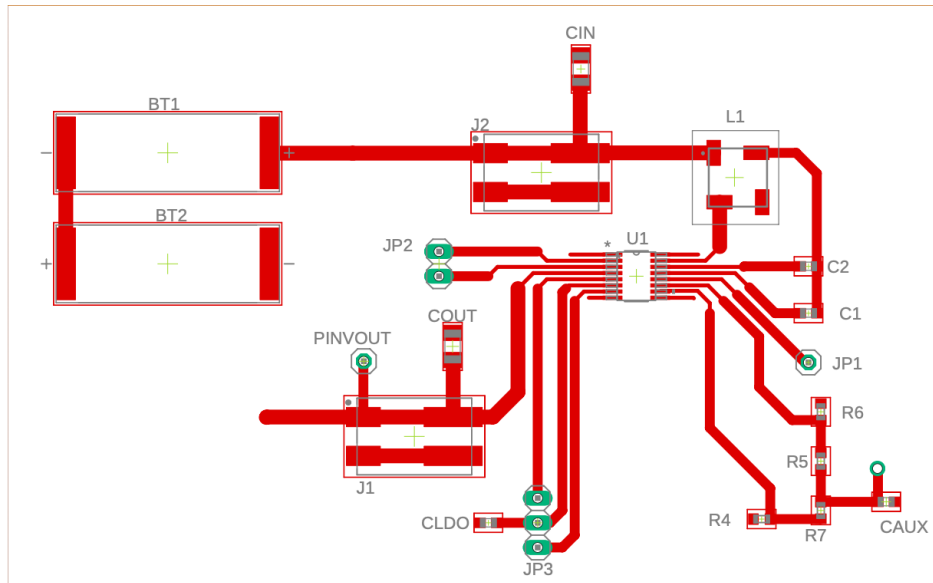 CIN
BT1
J2
L1
− +
BT2
JP2
U1
*
+ −
C2
COUT
PINVOUT
C1
JP1
R6
R5
J1
CLDO
R4
R7
CAUX
JP3